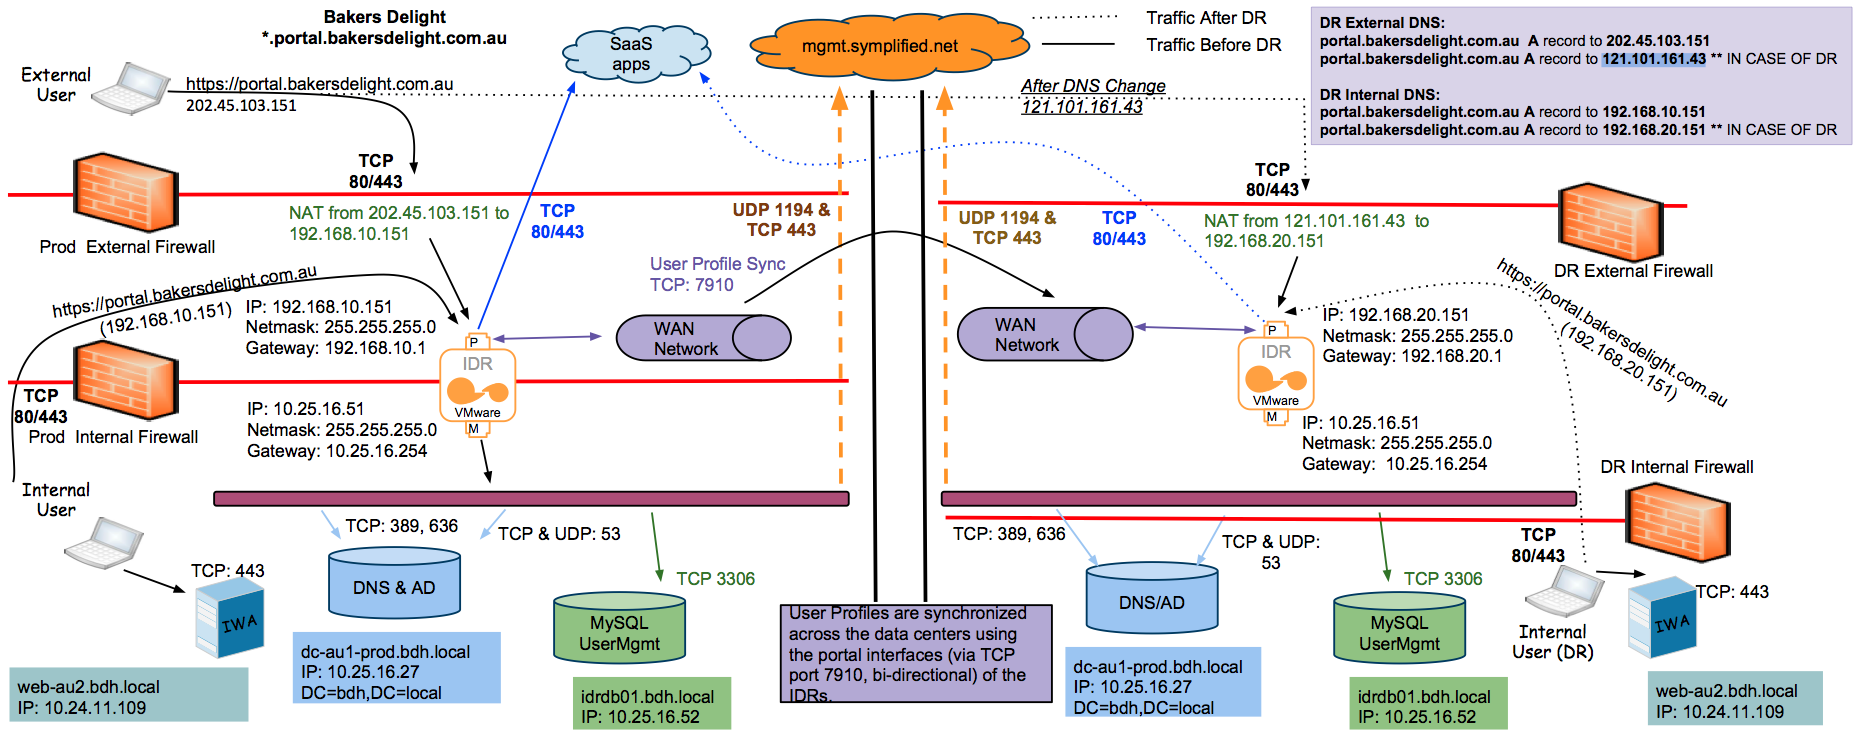 Bakers Delight
*.portal.bakersdelight.com.au
SaaS
apps
mgmt.symplified.net
Traffic After DR
Traffic Before DR
DR External DNS:
portal.bakersdelight.com.au A record to 202.45.103.151
portal.bakersdelight.com.au A record to 121.101.161.43 ** IN CASE OF DR
DR Internal DNS:
portal.bakersdelight.com.au A record to 192.168.10.151
portal.bakersdelight.com.au A record to 192.168.20.151 ** IN CASE OF DR
External
User
https://portal.bakersdelight.com.au
202.45.103.151
After DNS Change
121.101.161.43
TCP
80/443
TCP
80/443
NAT from 202.45.103.151 to
192.168.10.151
TCP
80/443
UDP 1194 &
TCP 443
UDP 1194 &
TCP 443
TCP
80/443
NAT from 121.101.161.43 to
192.168.20.151
Prod External Firewall
DR External Firewall
User Profile Sync
TCP: 7910
https://portal.bakersdelight.com.au
(192.168.10.151)
https://portal.bakersdelight.com.au
(192.168.20.151)
IP: 192.168.10.151
Netmask: 255.255.255.0
Gateway: 192.168.10.1
P
IDR
VMware
M
WAN
Network
WAN
Network
P
IDR
VMware
M
IP: 192.168.20.151
Netmask: 255.255.255.0
Gateway: 192.168.20.1
TCP
80/443
Prod Internal Firewall
IP: 10.25.16.51
Netmask: 255.255.255.0
Gateway: 10.25.16.254
IP: 10.25.16.51
Netmask: 255.255.255.0
Gateway: 10.25.16.254
DR Internal Firewall
Internal
User
TCP: 389, 636
TCP & UDP: 53
TCP: 389, 636
TCP & UDP:
53
TCP
80/443
TCP: 443
IWA
DNS & AD
TCP 3306
MySQL
UserMgmt
User Profiles are synchronized
across the data centers using
the portal interfaces (via TCP
port 7910, bi-directional) of the
IDRs.
DNS/AD
TCP 3306
MySQL
UserMgmt
TCP: 443
IWA
Internal
User (DR)
web-au2.bdh.local
IP: 10.24.11.109
dc-au1-prod.bdh.local
IP: 10.25.16.27
DC=bdh,DC=local
idrdb01.bdh.local
IP: 10.25.16.52
dc-au1-prod.bdh.local
IP: 10.25.16.27
DC=bdh,DC=local
idrdb01.bdh.local
IP: 10.25.16.52
web-au2.bdh.local
IP: 10.24.11.109